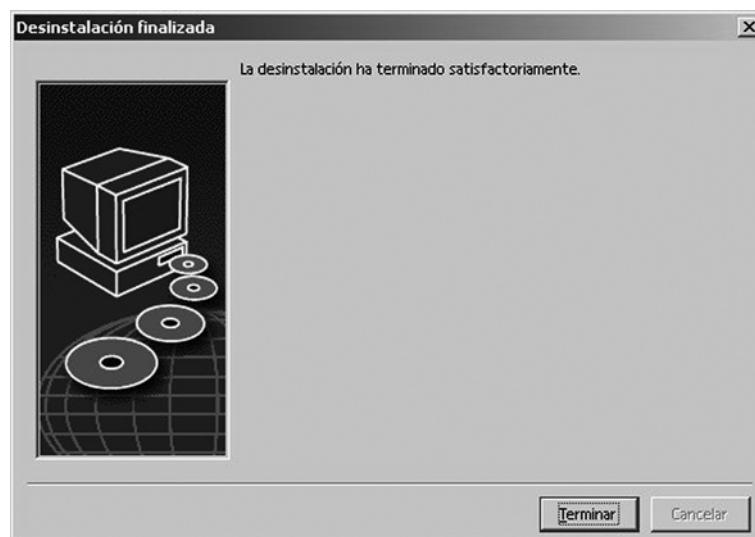 Desinstalación finalizada
La desinstalación ha terminado satisfactoriamente.
Terminar
Cancelar